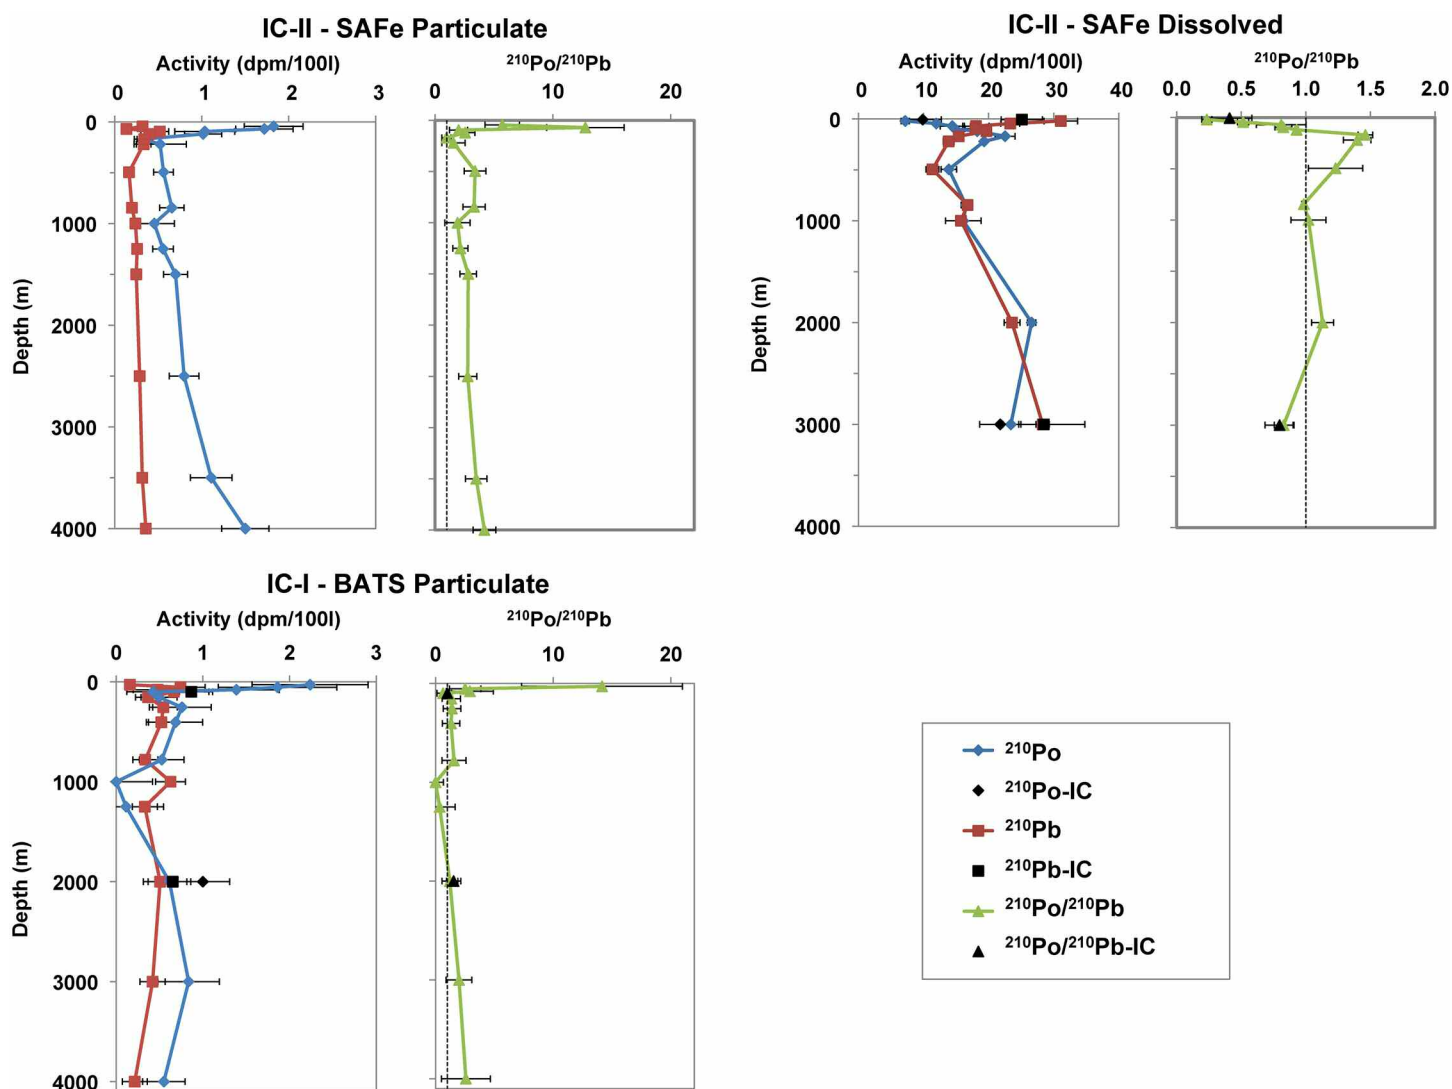 IC-II - SAFe Particulate
Activity (dpm/100l)
²¹⁰Po/²¹⁰Pb
0 1 2 3
0 10 20
0
1000
2000
3000
4000
Depth (m)
IC-II - SAFe Dissolved
Activity (dpm/100l)
²¹⁰Po/²¹⁰Pb
0 10 20 30 40
0.0 0.5 1.0 1.5 2.0
0
1000
2000
3000
4000
Depth (m)
IC-I - BATS Particulate
Activity (dpm/100l)
²¹⁰Po/²¹⁰Pb
0 1 2 3
0 10 20
0
1000
2000
3000
4000
Depth (m)
²¹⁰Po
²¹⁰Po-IC
²¹⁰Pb
²¹⁰Pb-IC
²¹⁰Po/²¹⁰Pb
²¹⁰Po/²¹⁰Pb-IC